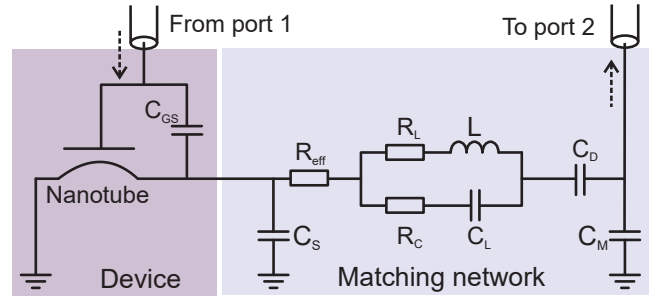 From port 1
To port 2
C_GS
R_L
L
C_D
R_eff
Nanotube
C_S
R_C
C_L
C_M
Device
Matching network